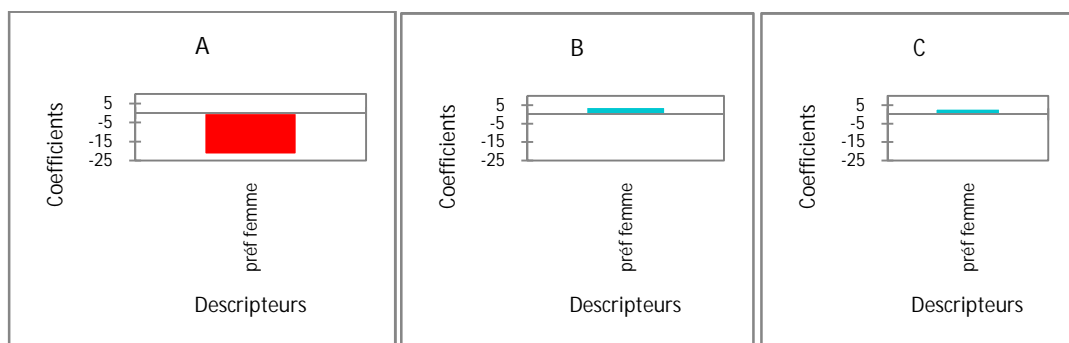 A
Coefficients
5
-5
-15
-25
préf femme
Descripteurs
B
Coefficients
5
-5
-15
-25
préf femme
Descripteurs
C
Coefficients
5
-5
-15
-25
préf femme
Descripteurs